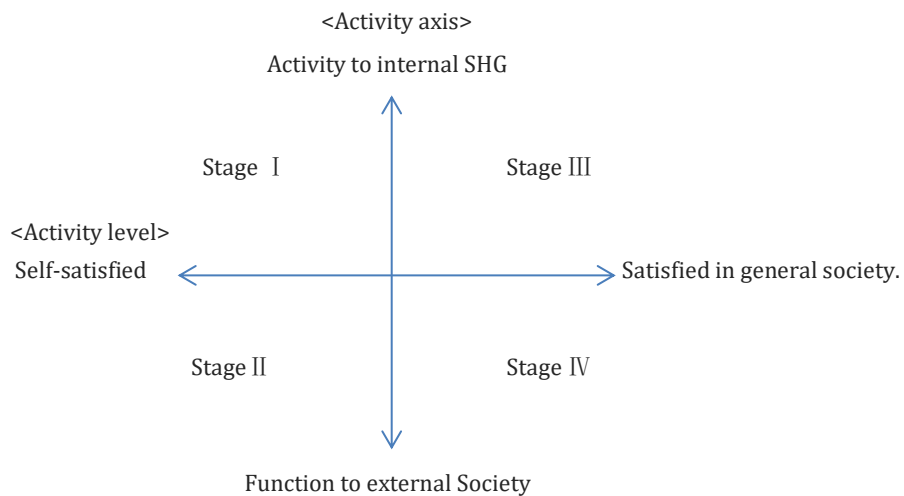 <Activity axis>
Activity to internal SHG
Stage Ⅰ
Stage Ⅲ
<Activity level>
Self-satisfied
Satisfied in general society.
Stage Ⅱ
Stage Ⅳ
Function to external Society